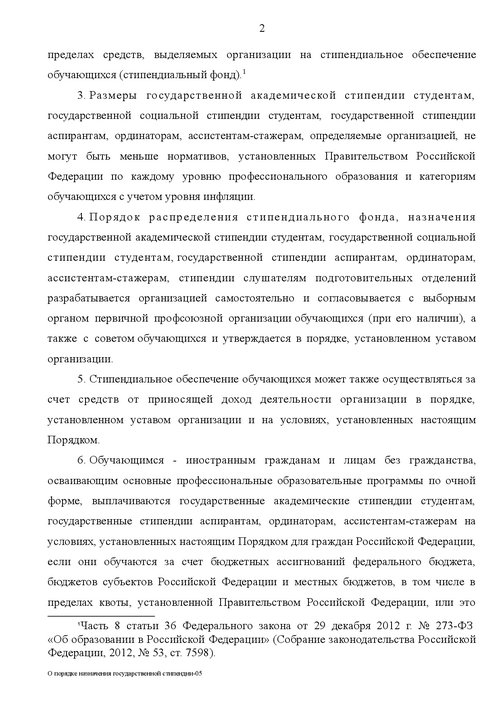 2
пределах средств, выделяемых организации на стипендиальное обеспечение
обучающихся (стипендиальный фонд).¹
3. Размеры государственной академической стипендии студентам,
государственной социальной стипендии студентам, государственной стипендии
аспирантам, ординаторам, ассистентам-стажерам, определяемые организацией, не
могут быть меньше нормативов, установленных Правительством Российской
Федерации по каждому уровню профессионального образования и категориям
обучающихся с учетом уровня инфляции.
4. Порядок распределения стипендиального фонда, назначения
государственной академической стипендии студентам, государственной социальной
стипендии студентам, государственной стипендии аспирантам, ординаторам,
ассистентам-стажерам, стипендии слушателям подготовительных отделений
разрабатывается организацией самостоятельно и согласовывается с выборным
органом первичной профсоюзной организации обучающихся (при его наличии), а
также с советом обучающихся и утверждается в порядке, установленном уставом
организации.
5. Стипендиальное обеспечение обучающихся может также осуществляться за
счет средств от приносящей доход деятельности организации в порядке,
установленном уставом организации и на условиях, установленных настоящим
Порядком.
6. Обучающимся - иностранным гражданам и лицам без гражданства,
осваивающим основные профессиональные образовательные программы по очной
форме, выплачиваются государственные академические стипендии студентам,
государственные стипендии аспирантам, ординаторам, ассистентам-стажерам на
условиях, установленных настоящим Порядком для граждан Российской Федерации,
если они обучаются за счет бюджетных ассигнований федерального бюджета,
бюджетов субъектов Российской Федерации и местных бюджетов, в том числе в
пределах квоты, установленной Правительством Российской Федерации, или это
¹Часть 8 статьи 36 Федерального закона от 29 декабря 2012 г. № 273-ФЗ
«Об образовании в Российской Федерации» (Собрание законодательства Российской
Федерации, 2012, № 53, ст. 7598).
О порядке назначения государственной стипендии-05